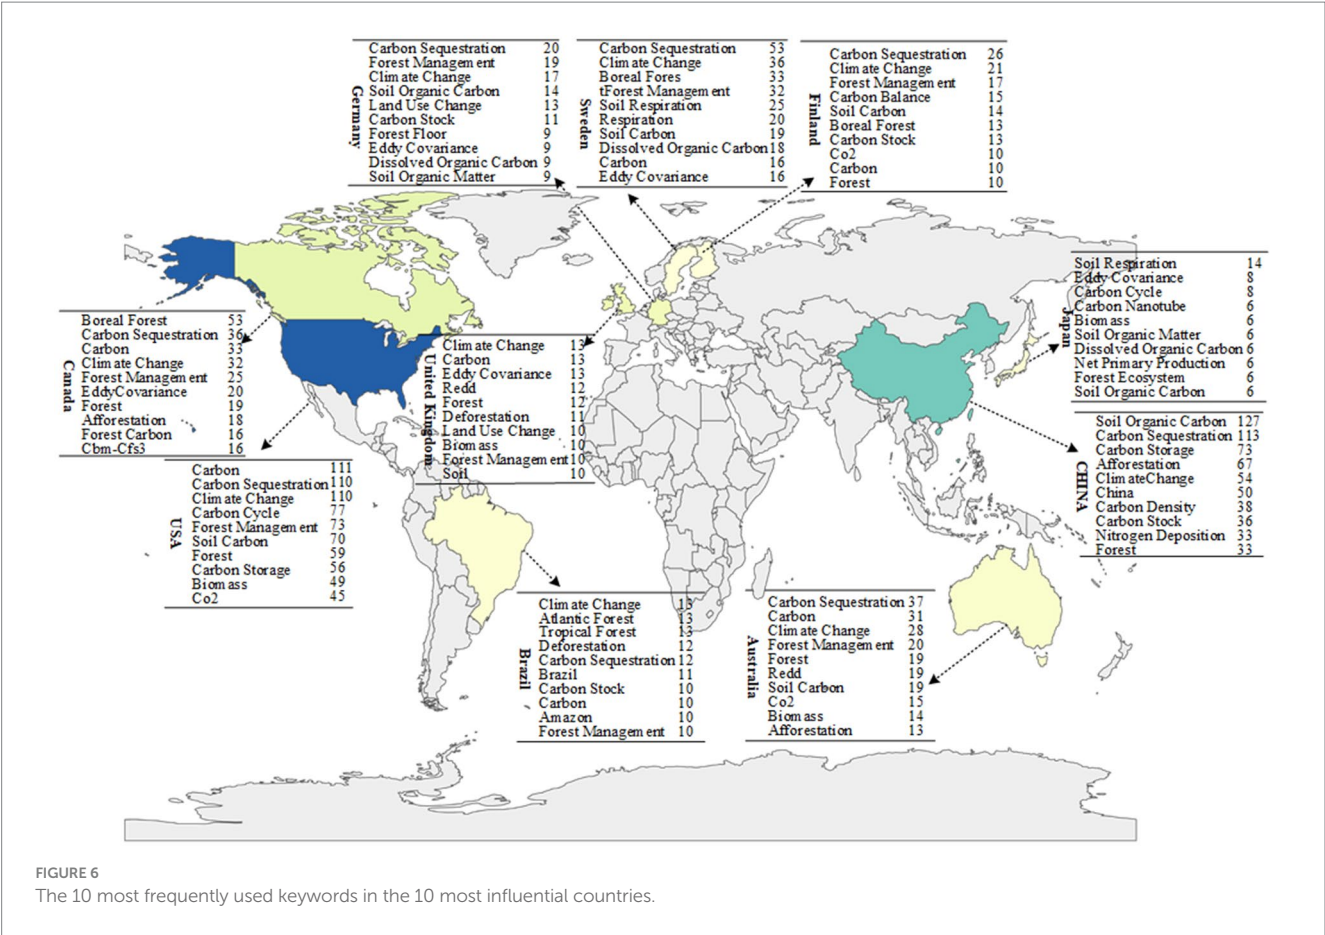 Germany
Carbon Sequestration 20
Forest Management 19
Climate Change 17
Soil Organic Carbon 14
Land Use Change 13
Carbon Stock 11
Forest Floor 9
Eddy Covariance 9
Dissolved Organic Carbon 9
Soil Organic Matter 9
Sweden
Carbon Sequestration 53
Climate Change 36
Boreal Fores 33
tForest Management 32
Soil Respiration 25
Respiration 20
Soil Carbon 19
Dissolved Organic Carbon 18
Carbon 16
Eddy Covariance 16
Finland
Carbon Sequestration 26
Climate Change 21
Forest Management 17
Carbon Balance 15
Soil Carbon 14
Boreal Forest 13
Carbon Stock 13
Co2 10
Carbon 10
Forest 10
Japan
Soil Respiration 14
Eddy Covariance 8
Carbon Cycle 8
Carbon Nanotube 6
Biomass 6
Soil Organic Matter 6
Dissolved Organic Carbon 6
Net Primary Production 6
Forest Ecosystem 6
Soil Organic Carbon 6
Canada
Boreal Forest 53
Carbon Sequestration 36
Carbon 33
Climate Change 32
Forest Management 25
EddyCovariance 20
Forest 19
Afforestation 18
Forest Carbon 16
Cbm-Cfs3 16
United Kingdom
Climate Change 13
Carbon 13
Eddy Covariance 13
Redd 12
Forest 12
Deforestation 11
Land Use Change 10
Biomass 10
Forest Management 10
Soil 10
CHINA
Soil Organic Carbon 127
Carbon Sequestration 113
Carbon Storage 73
Afforestation 67
ClimateChange 54
China 50
Carbon Density 38
Carbon Stock 36
Nitrogen Deposition 33
Forest 33
USA
Carbon 111
Carbon Sequestration 110
Climate Change 110
Carbon Cycle 77
Forest Management 73
Soil Carbon 70
Forest 59
Carbon Storage 56
Biomass 49
Co2 45
Brazil
Climate Change 13
Atlantic Forest 13
Tropical Forest 13
Deforestation 12
Carbon Sequestration 12
Brazil 11
Carbon Stock 10
Carbon 10
Amazon 10
Forest Management 10
Australia
Carbon Sequestration 37
Carbon 31
Climate Change 28
Forest Management 20
Forest 19
Redd 19
Soil Carbon 19
Co2 15
Biomass 14
Afforestation 13
FIGURE 6
The 10 most frequently used keywords in the 10 most influential countries.